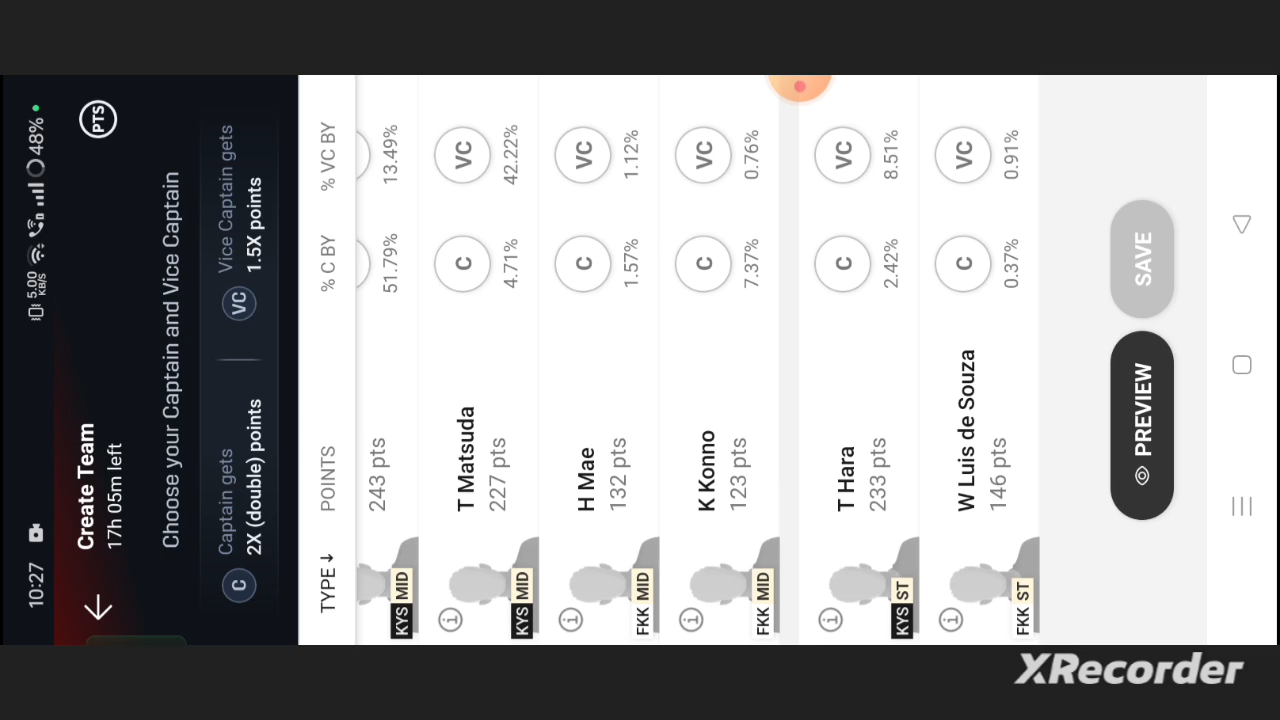 10:27
5.00
KB/S
48%
Create Team
17h 05m left
PTS
Choose your Captain and Vice Captain
C
Captain gets
2X (double) points
VC
Vice Captain gets
1.5X points
TYPE ↓
POINTS
% C BY
% VC BY
KYS MID
243 pts
51.79%
13.49%
KYS MID
T Matsuda
227 pts
C
4.71%
VC
42.22%
FKK MID
H Mae
132 pts
C
1.57%
VC
1.12%
FKK MID
K Konno
123 pts
C
7.37%
VC
0.76%
KYS ST
T Hara
233 pts
C
2.42%
VC
8.51%
FKK ST
W Luis de Souza
146 pts
C
0.37%
VC
0.91%
PREVIEW
SAVE
XRecorder